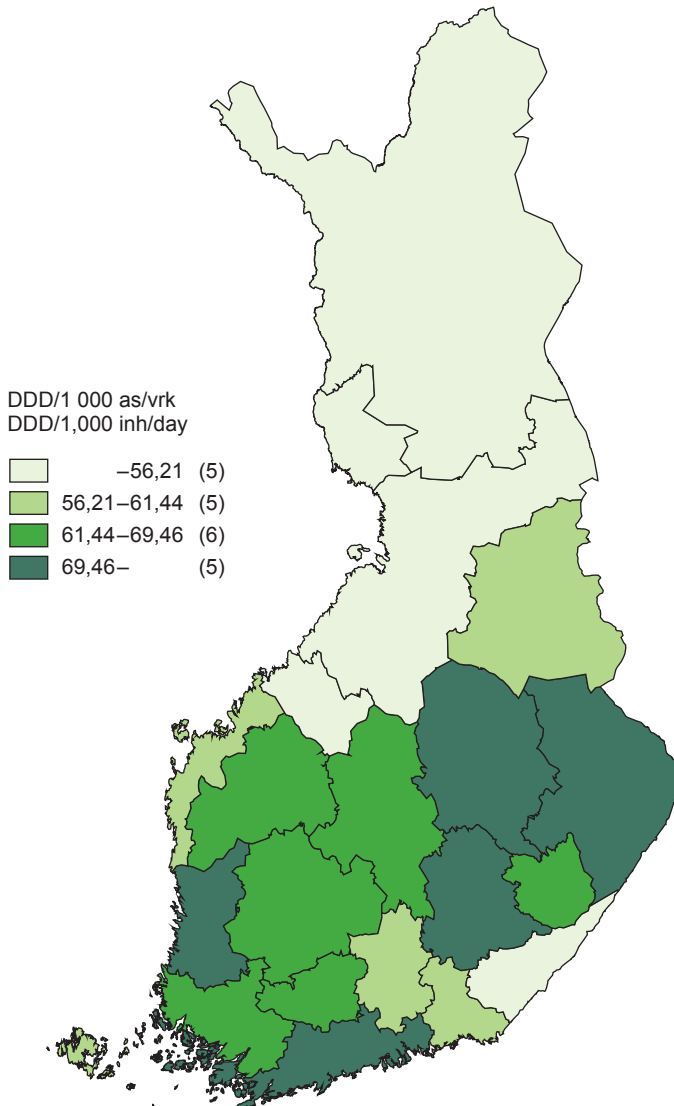 DDD/1 000 as/vrk
DDD/1,000 inh/day
–56,21 (5)
56,21–61,44 (5)
61,44–69,46 (6)
69,46– (5)